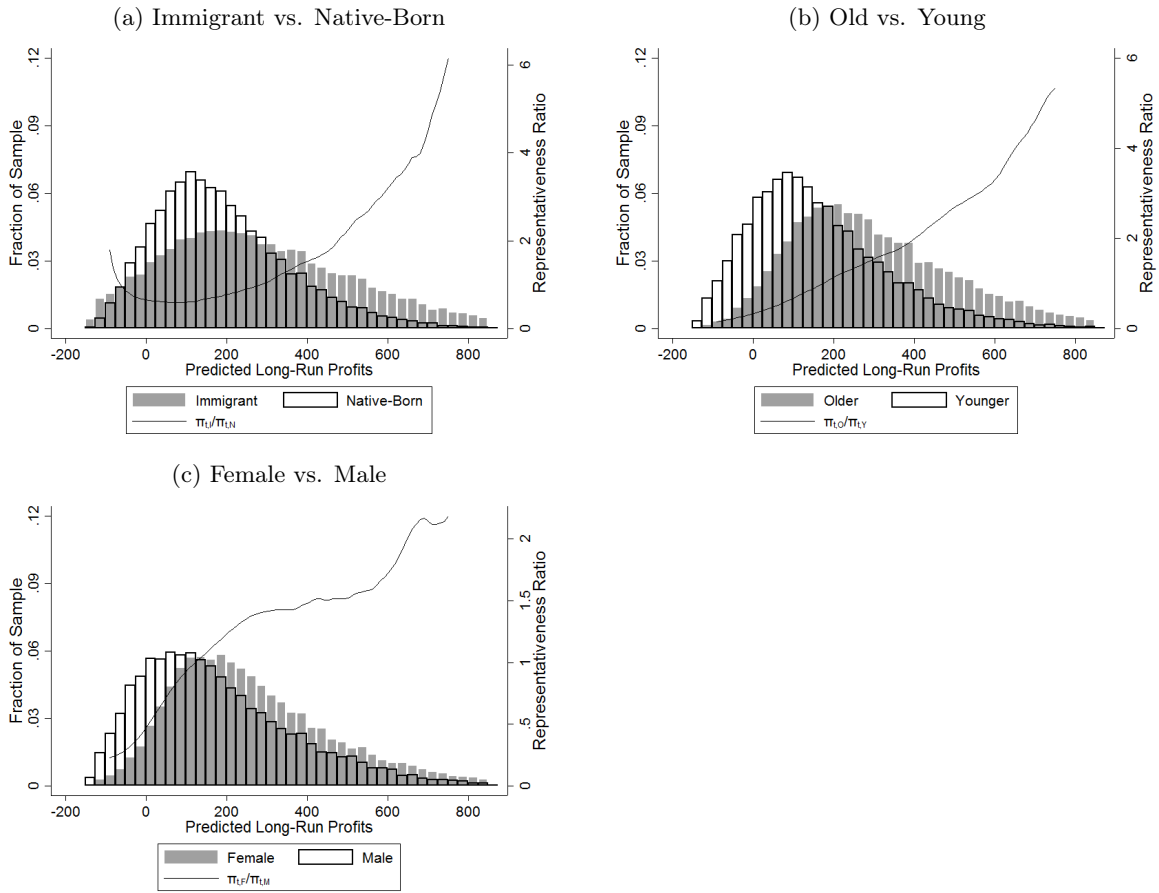 (a) Immigrant vs. Native-Born
Fraction of Sample
0 .03 .06 .09 .12
Representativeness Ratio
0 2 4 6
-200 0 200 400 600 800
Predicted Long-Run Profits
Immigrant Native-Born
πt,I/πt,N
(b) Old vs. Young
Fraction of Sample
0 .03 .06 .09 .12
Representativeness Ratio
0 2 4 6
-200 0 200 400 600 800
Predicted Long-Run Profits
Older Younger
πt,O/πt,Y
(c) Female vs. Male
Fraction of Sample
0 .03 .06 .09 .12
Representativeness Ratio
0 .5 1 1.5 2
-200 0 200 400 600 800
Predicted Long-Run Profits
Female Male
πt,F/πt,M